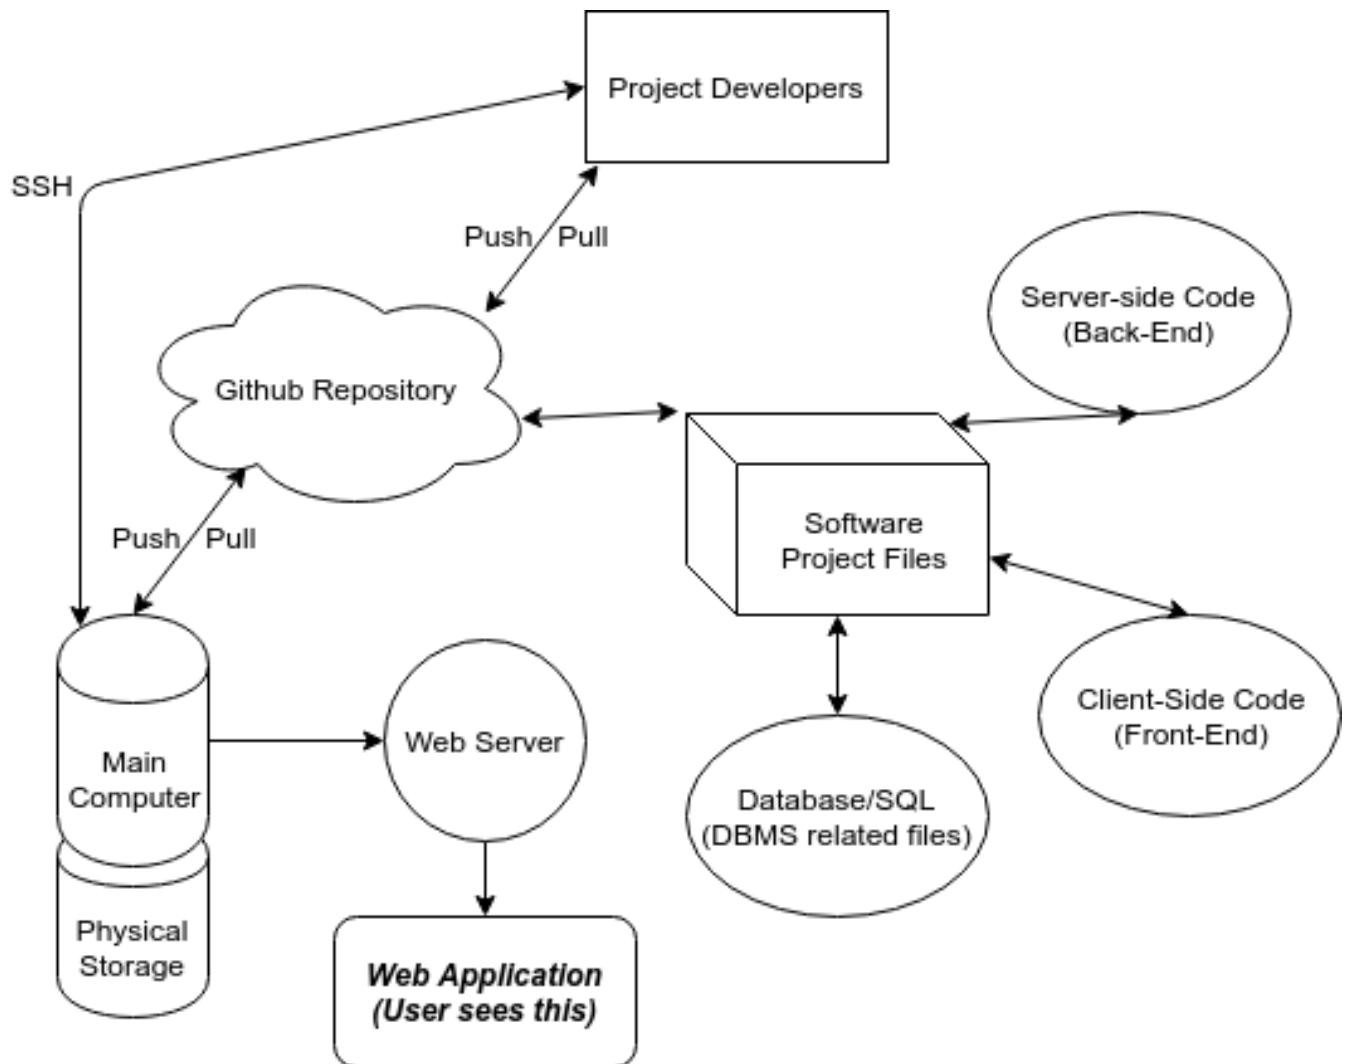 Project Developers
SSH
Push
Pull
Server-side Code
(Back-End)
Github Repository
Software
Project Files
Push
Pull
Client-Side Code
(Front-End)
Web Server
Main
Computer
Database/SQL
(DBMS related files)
Physical
Storage
Web Application
(User sees this)